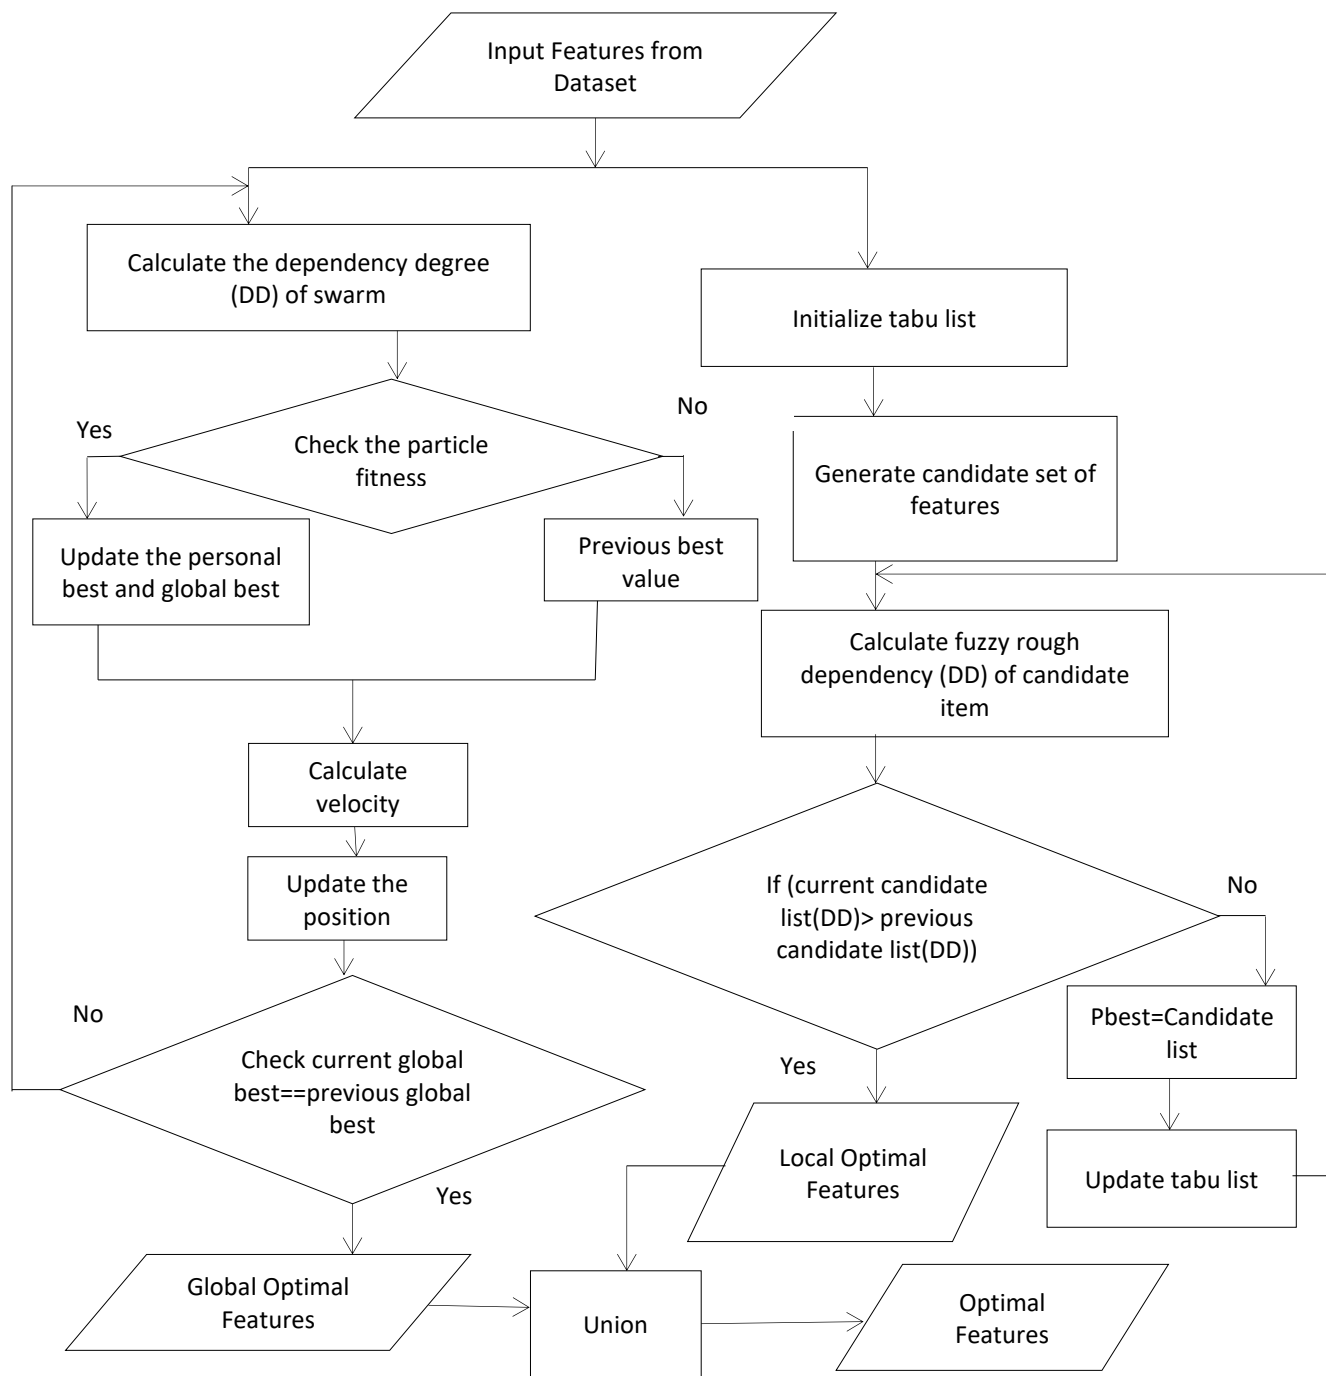 Input Features from
Dataset
Calculate the dependency degree
(DD) of swarm
Initialize tabu list
Yes
No
Check the particle
fitness
Generate candidate set of
features
Update the personal
best and global best
Previous best
value
Calculate fuzzy rough
dependency (DD) of candidate
item
Calculate
velocity
Update the
position
If (current candidate
list(DD)> previous
candidate list(DD))
No
Pbest=Candidate
list
No
Check current global
best==previous global
best
Yes
Yes
Local Optimal
Features
Update tabu list
Global Optimal
Features
Union
Optimal
Features